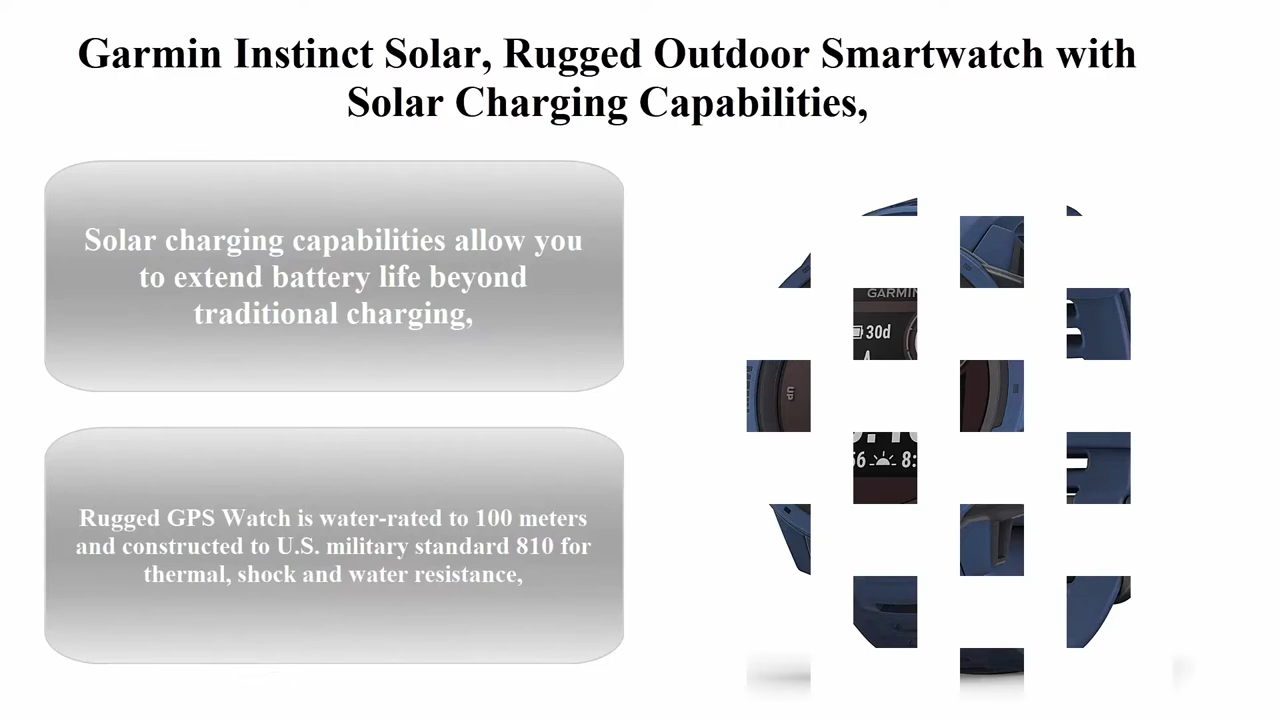 Garmin Instinct Solar, Rugged Outdoor Smartwatch with
Solar Charging Capabilities,
Solar charging capabilities allow you
to extend battery life beyond
traditional charging,
Rugged GPS Watch is water-rated to 100 meters
and constructed to U.S. military standard 810 for
thermal, shock and water resistance,
GARMIN
30d
UP
56
8: